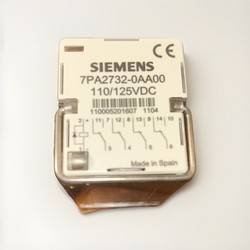 CE
SIEMENS
7PA2732-0AA00
110/125VDC
110005201607 1104
Made in Spain